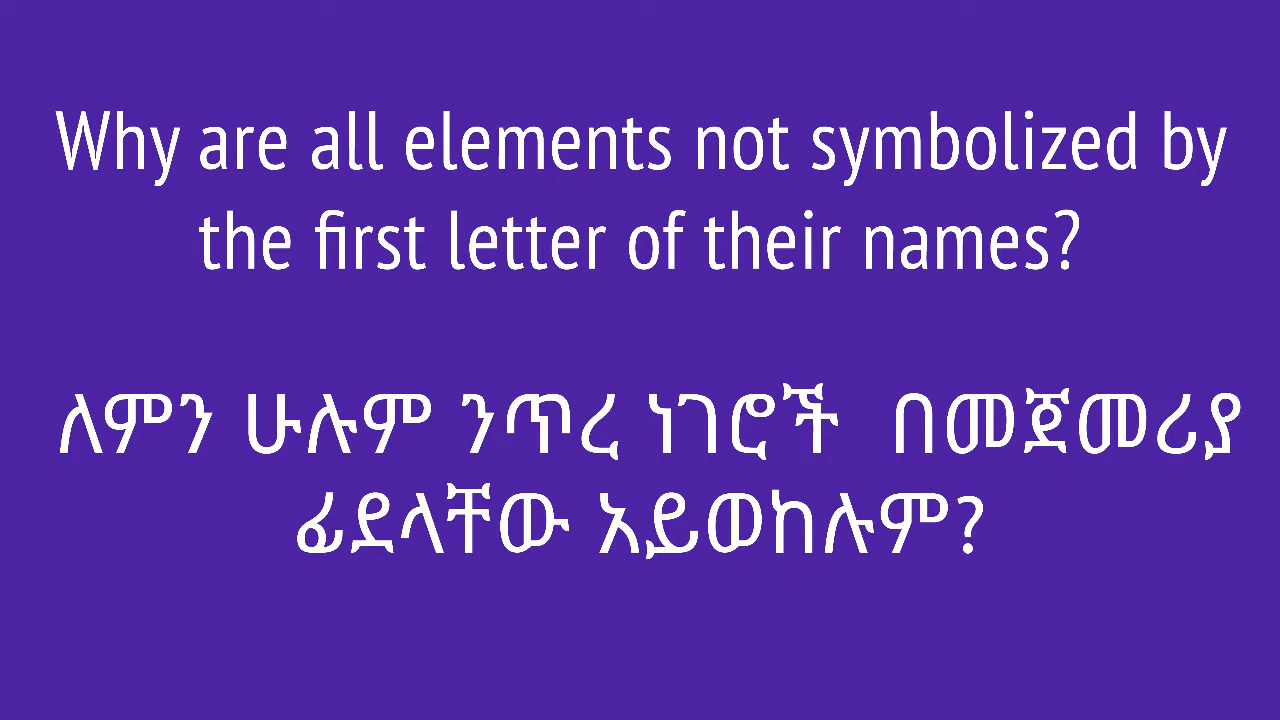 Why are all elements not symbolized by
the first letter of their names?
ለምን ሁሉም ንጥረ ነገሮች በመጀመሪያ
ፊደላቸው አይወከሉም?